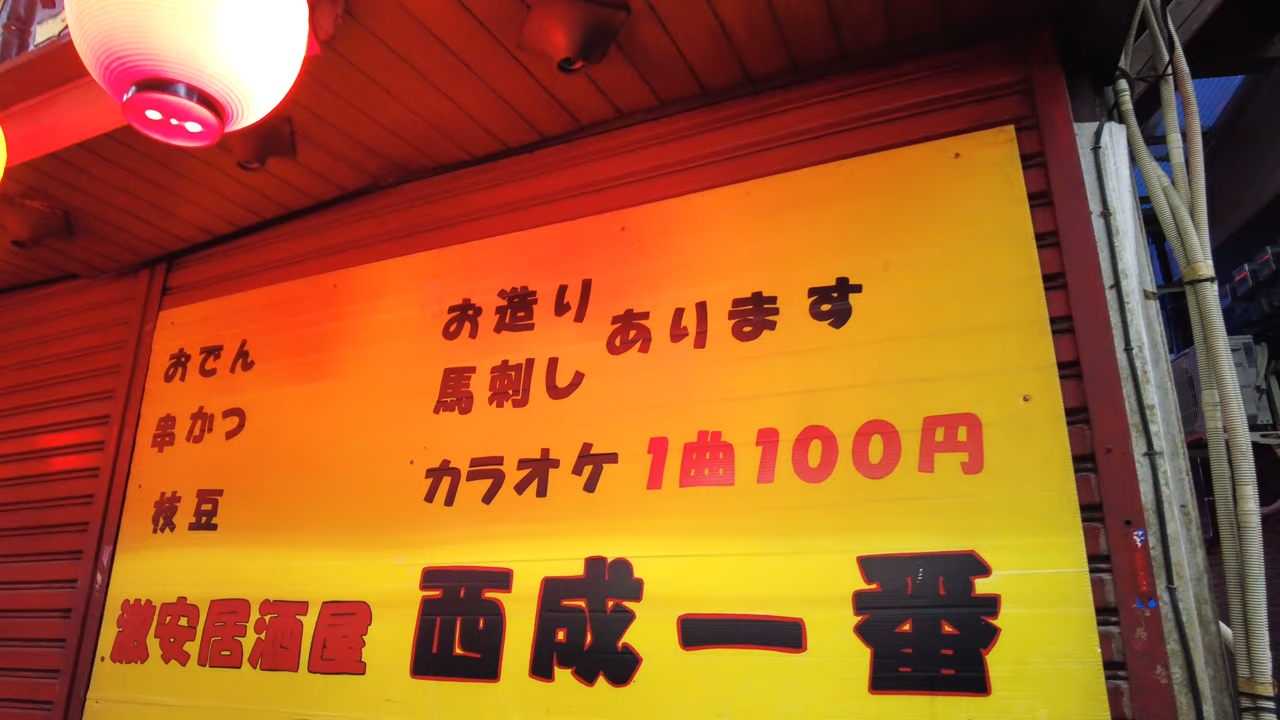 おでん
串かつ
枝豆
お造り
馬刺し
あります
カラオケ 1曲100円
激安居酒屋 西成一番